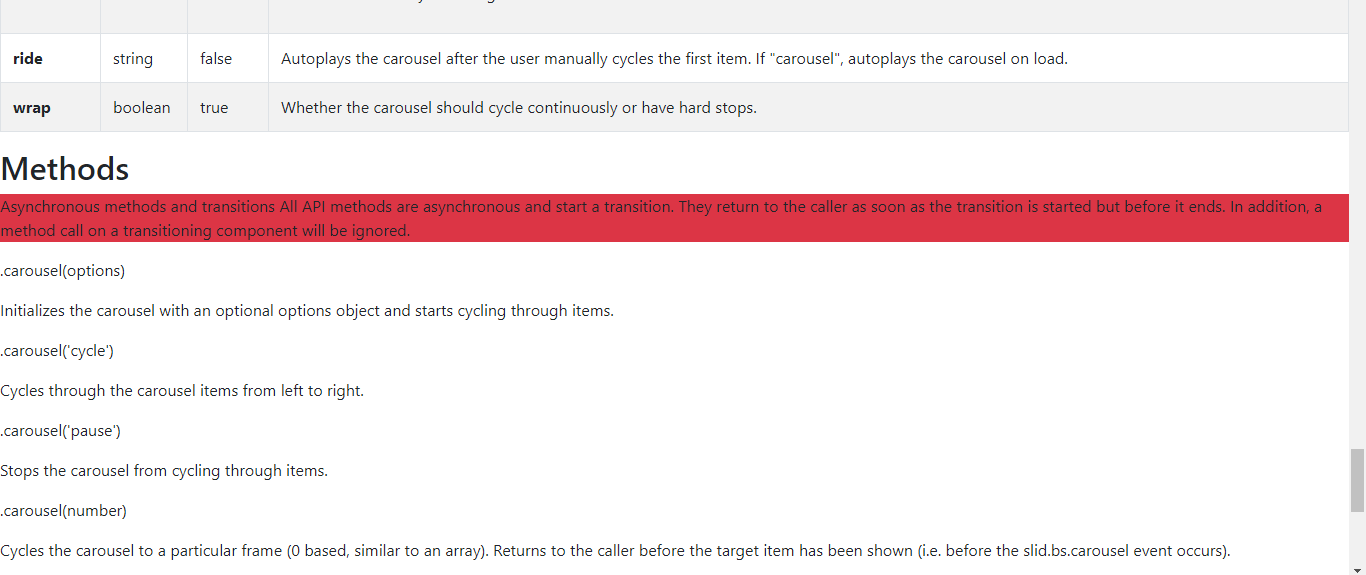 ride string false Autoplays the carousel after the user manually cycles the first item. If "carousel", autoplays the carousel on load.
wrap boolean true Whether the carousel should cycle continuously or have hard stops.
Methods
Asynchronous methods and transitions All API methods are asynchronous and start a transition. They return to the caller as soon as the transition is started but before it ends. In addition, a
method call on a transitioning component will be ignored.
.carousel(options)
Initializes the carousel with an optional options object and starts cycling through items.
.carousel('cycle')
Cycles through the carousel items from left to right.
.carousel('pause')
Stops the carousel from cycling through items.
.carousel(number)
Cycles the carousel to a particular frame (0 based, similar to an array). Returns to the caller before the target item has been shown (i.e. before the slid.bs.carousel event occurs).